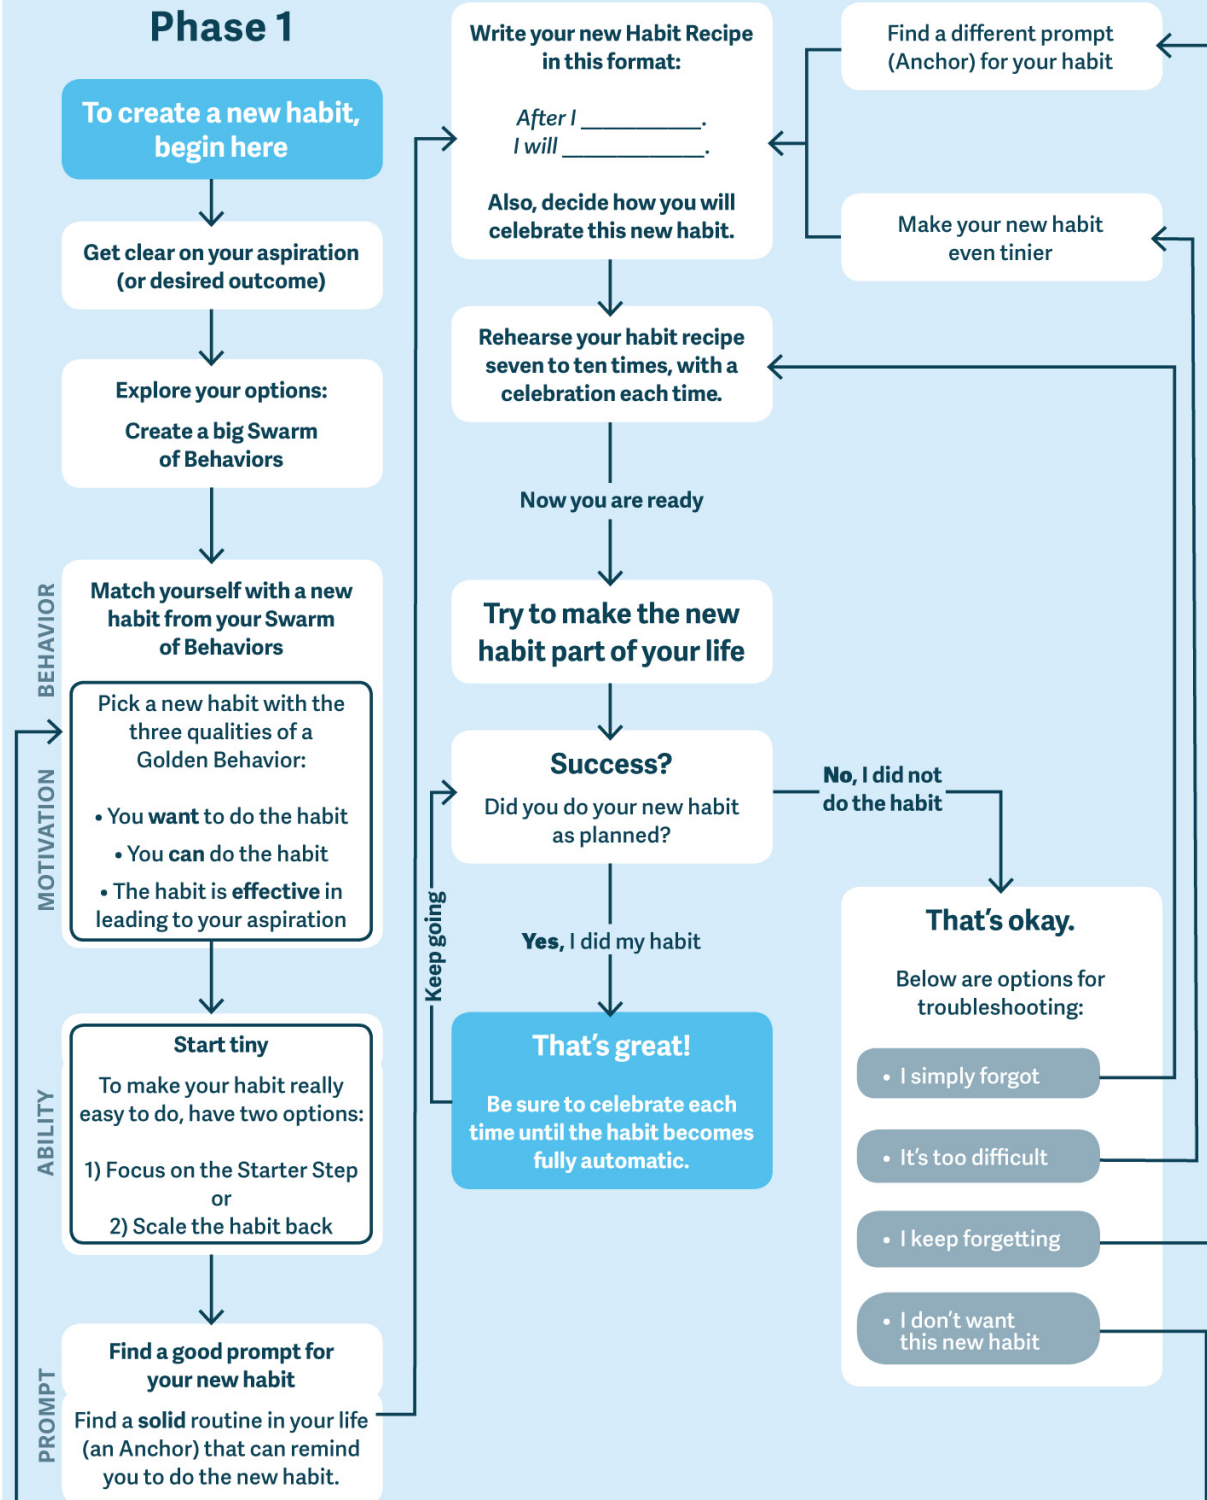 Phase 1
To create a new habit,
begin here
Get clear on your aspiration
(or desired outcome)
Explore your options:
Create a big Swarm
of Behaviors
BEHAVIOR
Match yourself with a new
habit from your Swarm
of Behaviors
MOTIVATION
Pick a new habit with the
three qualities of a
Golden Behavior:
• You want to do the habit
• You can do the habit
• The habit is effective in
leading to your aspiration
ABILITY
Start tiny
To make your habit really
easy to do, have two options:
1) Focus on the Starter Step
or
2) Scale the habit back
PROMPT
Find a good prompt for
your new habit
Find a solid routine in your life
(an Anchor) that can remind
you to do the new habit.
Write your new Habit Recipe
in this format:
After I ___________.
I will _____________.
Also, decide how you will
celebrate this new habit.
Rehearse your habit recipe
seven to ten times, with a
celebration each time.
Now you are ready
Try to make the new
habit part of your life
Success?
Did you do your new habit
as planned?
Keep going
Yes, I did my habit
That's great!
Be sure to celebrate each
time until the habit becomes
fully automatic.
Find a different prompt
(Anchor) for your habit
Make your new habit
even tinier
No, I did not
do the habit
That's okay.
Below are options for
troubleshooting:
• I simply forgot
• It's too difficult
• I keep forgetting
• I don't want
this new habit